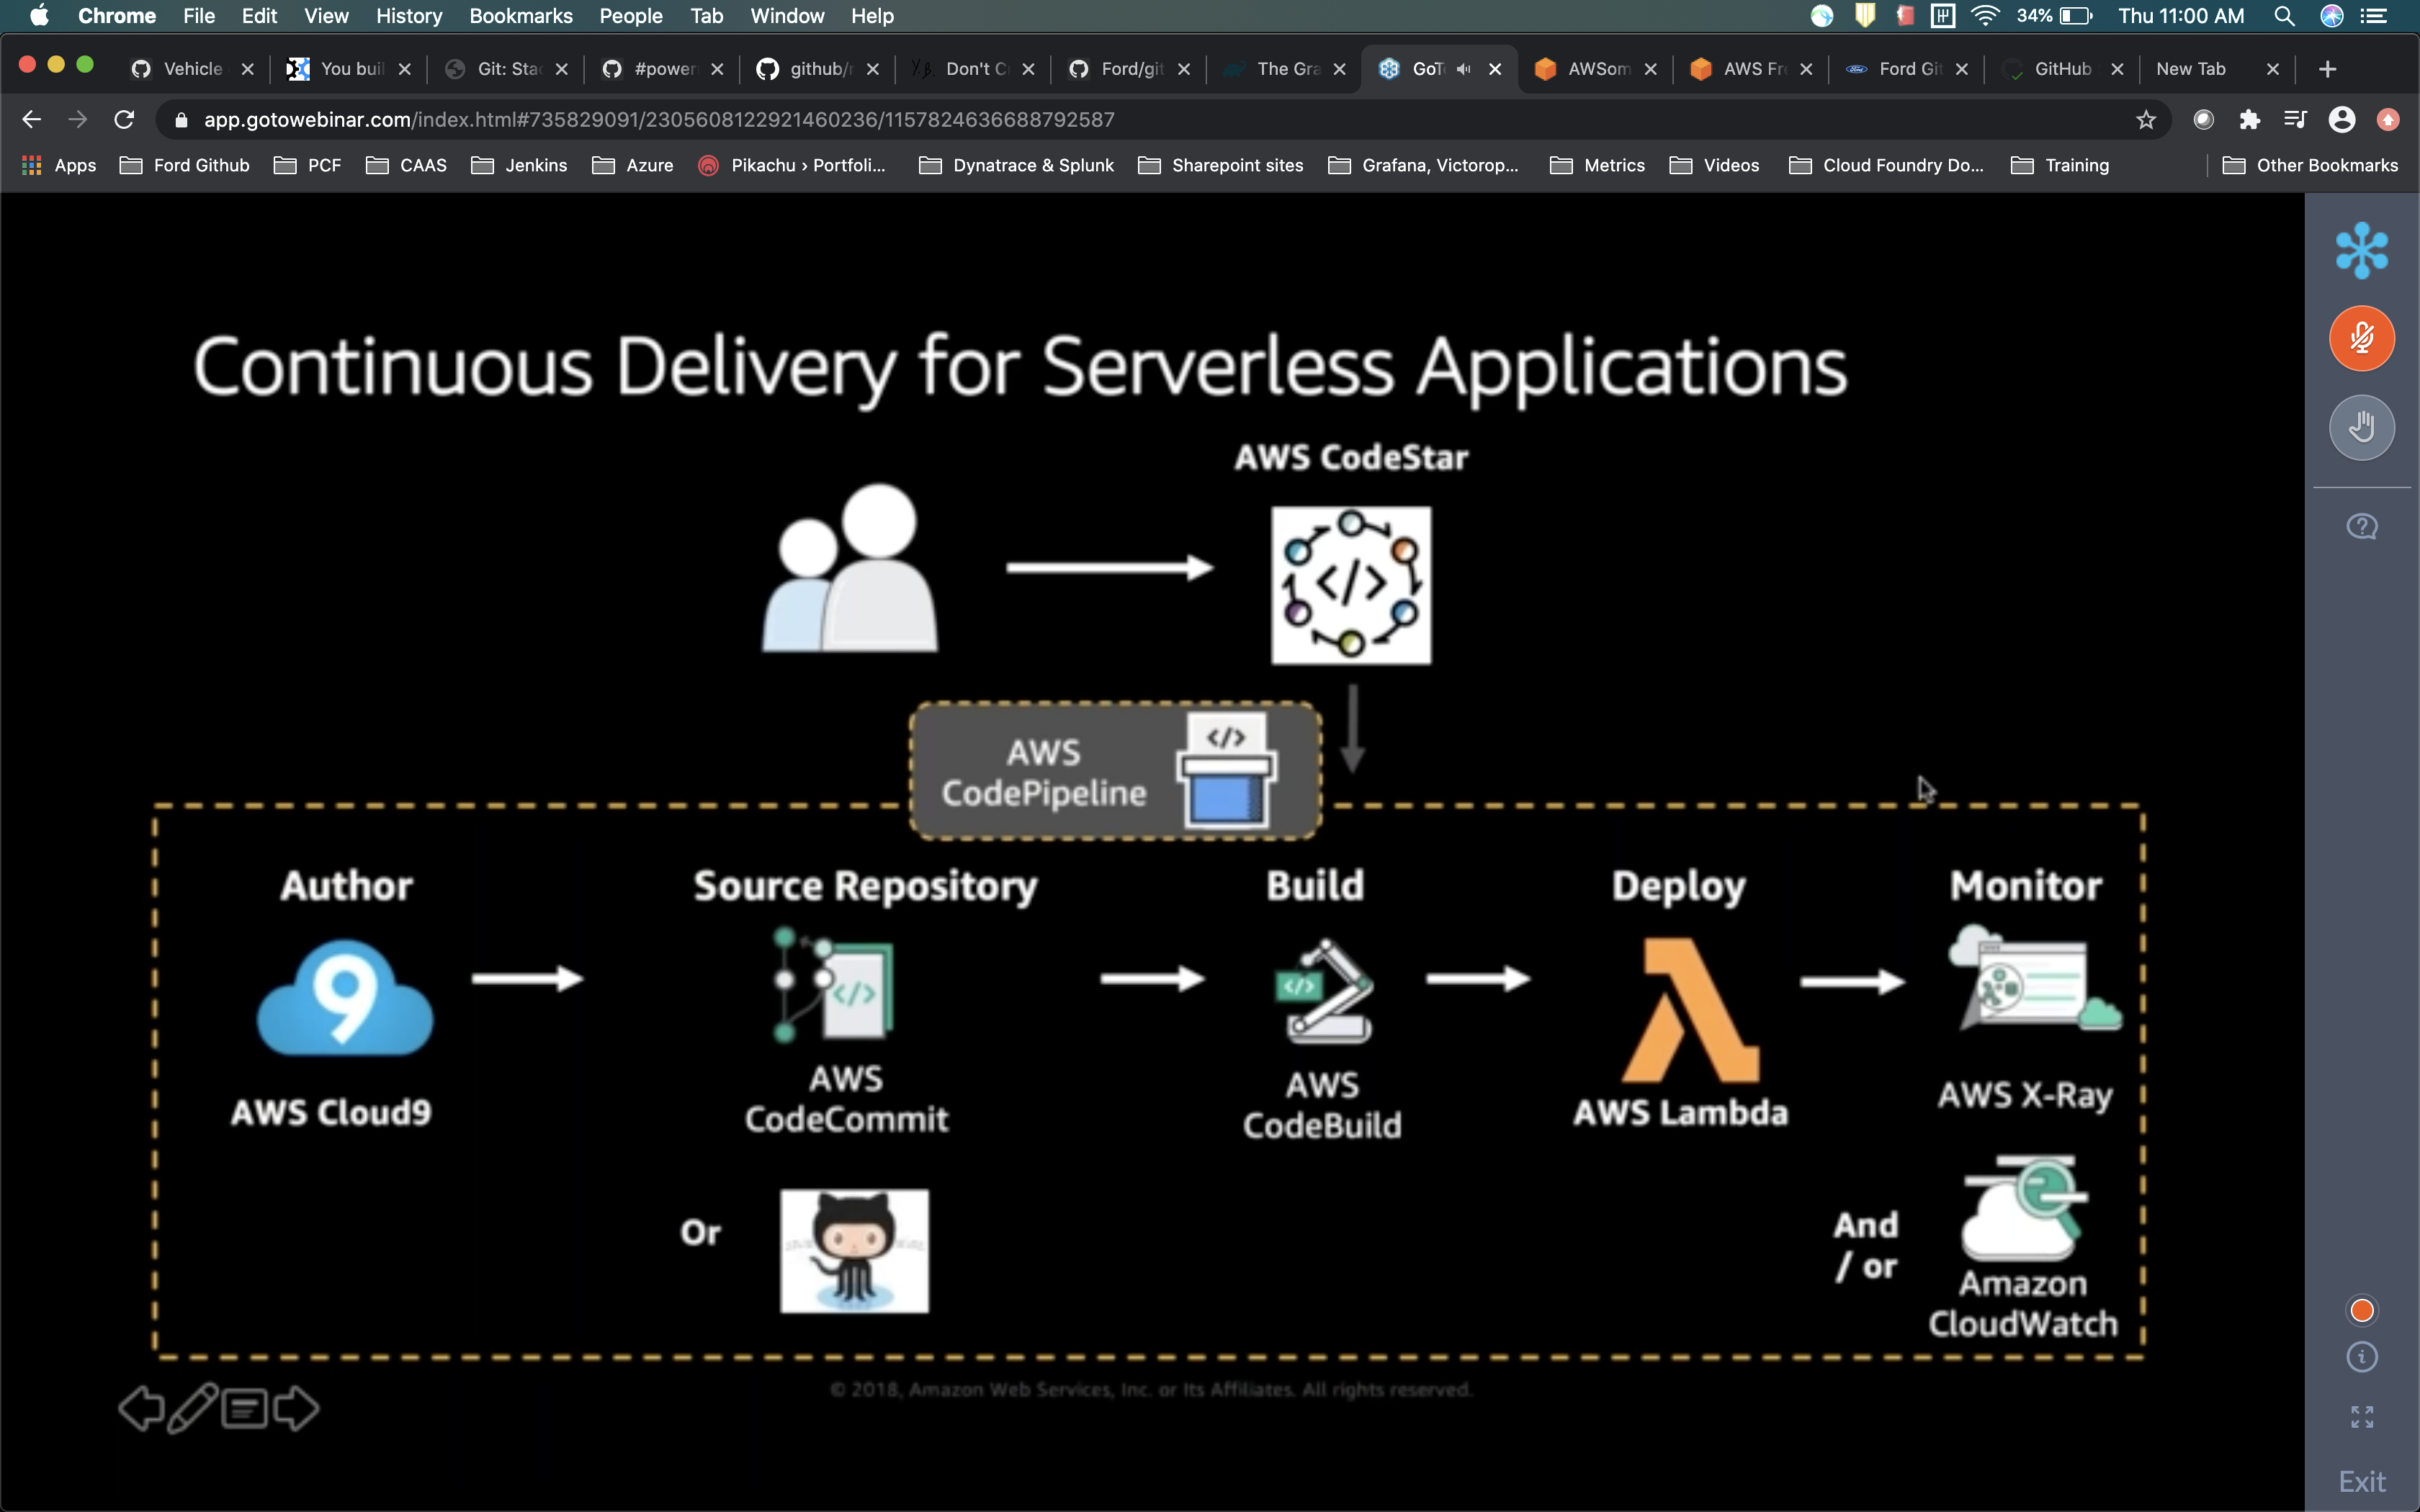 Chrome File Edit View History Bookmarks People Tab Window Help 34% Thu 11:00 AM
Vehicle You buil Git: Sta #power github/r Don't C Ford/git The Gra GoT AWSom AWS Fr Ford Git GitHub New Tab
app.gotowebinar.com/index.html#735829091/2305608122921460236/1157824636688792587
Apps Ford Github PCF CAAS Jenkins Azure Pikachu › Portfoli... Dynatrace & Splunk Sharepoint sites Grafana, Victorop... Metrics Videos Cloud Foundry Do... Training Other Bookmarks
Continuous Delivery for Serverless Applications
AWS CodeStar
</>
AWS
CodePipeline
</>
Author
Source Repository
Build
Deploy
Monitor
9
</>
</>
AWS Cloud9
AWS
CodeCommit
AWS
CodeBuild
AWS Lambda
AWS X-Ray
Or
And
/ or
Amazon
CloudWatch
© 2018, Amazon Web Services, Inc. or Its Affiliates. All rights reserved.
Exit